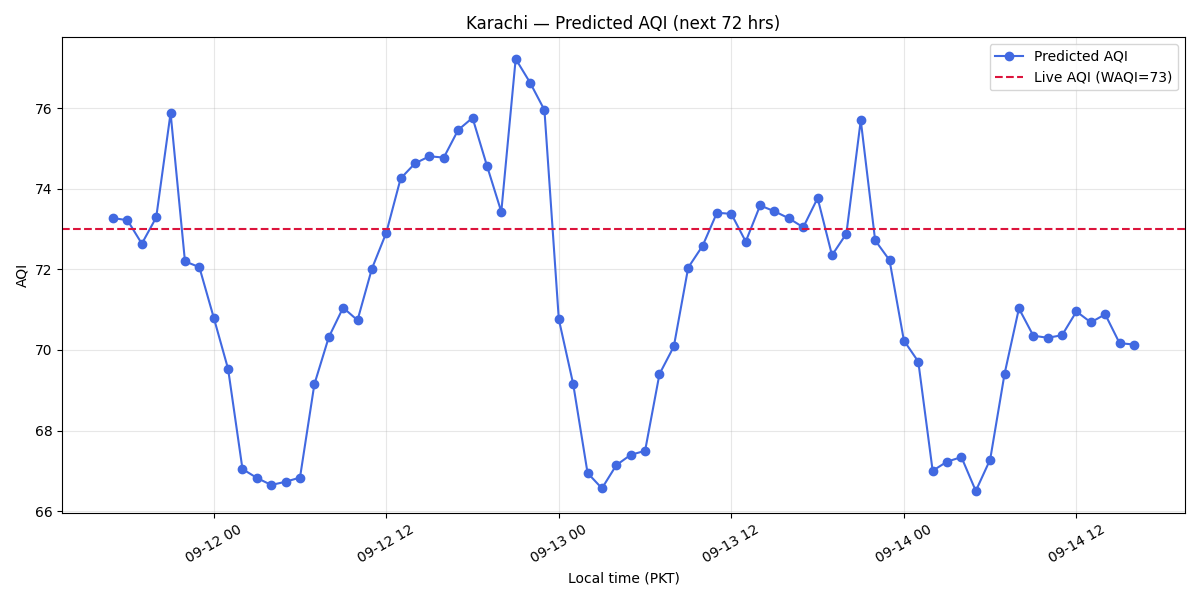 Karachi — Predicted AQI (next 72 hrs)
Predicted AQI
Live AQI (WAQI=73)
AQI
76
74
72
70
68
66
09-12 00
09-12 12
09-13 00
09-13 12
09-14 00
09-14 12
Local time (PKT)